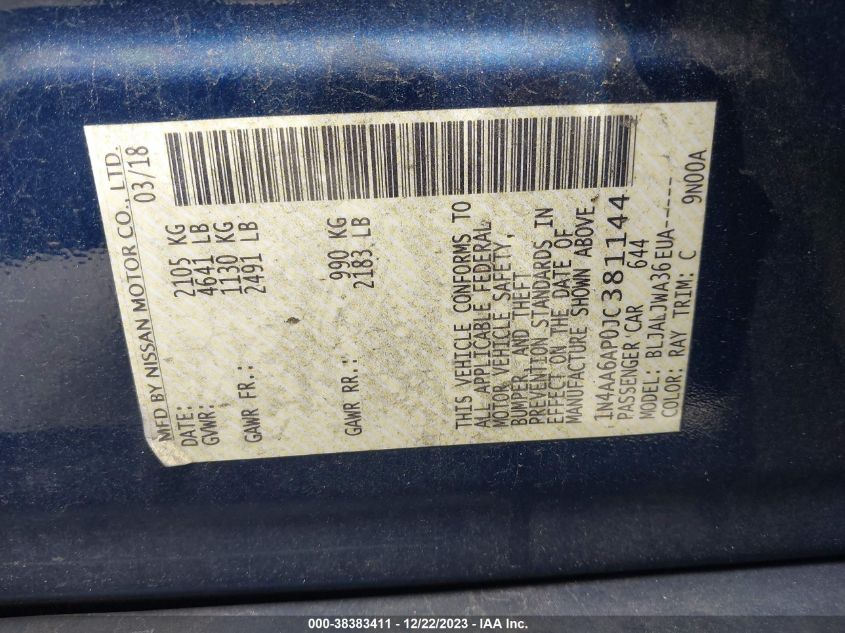 MFD BY NISSAN MOTOR CO., LTD.
DATE: 03/18
GVWR: 2105 KG
4641 LB
GAWR FR.: 1130 KG
2491 LB
GAWR RR.: 990 KG
2183 LB
THIS VEHICLE CONFORMS TO
ALL APPLICABLE FEDERAL
MOTOR VEHICLE SAFETY,
BUMPER, AND THEFT
PREVENTION STANDARDS IN
EFFECT ON THE DATE OF
MANUFACTURE SHOWN ABOVE.
1N4AA6AP0JC381144
PASSENGER CAR 644
MODEL: BLJALJWA36EUA-----
COLOR: RAY TRIM: C 9N00A
000-38383411 - 12/22/2023 - IAA Inc.